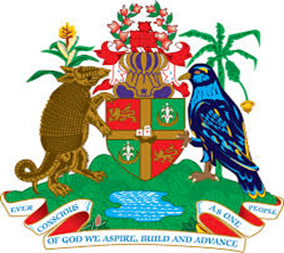 EVER
CONSCIOUS
OF GOD WE ASPIRE, BUILD AND ADVANCE
AS ONE
PEOPLE